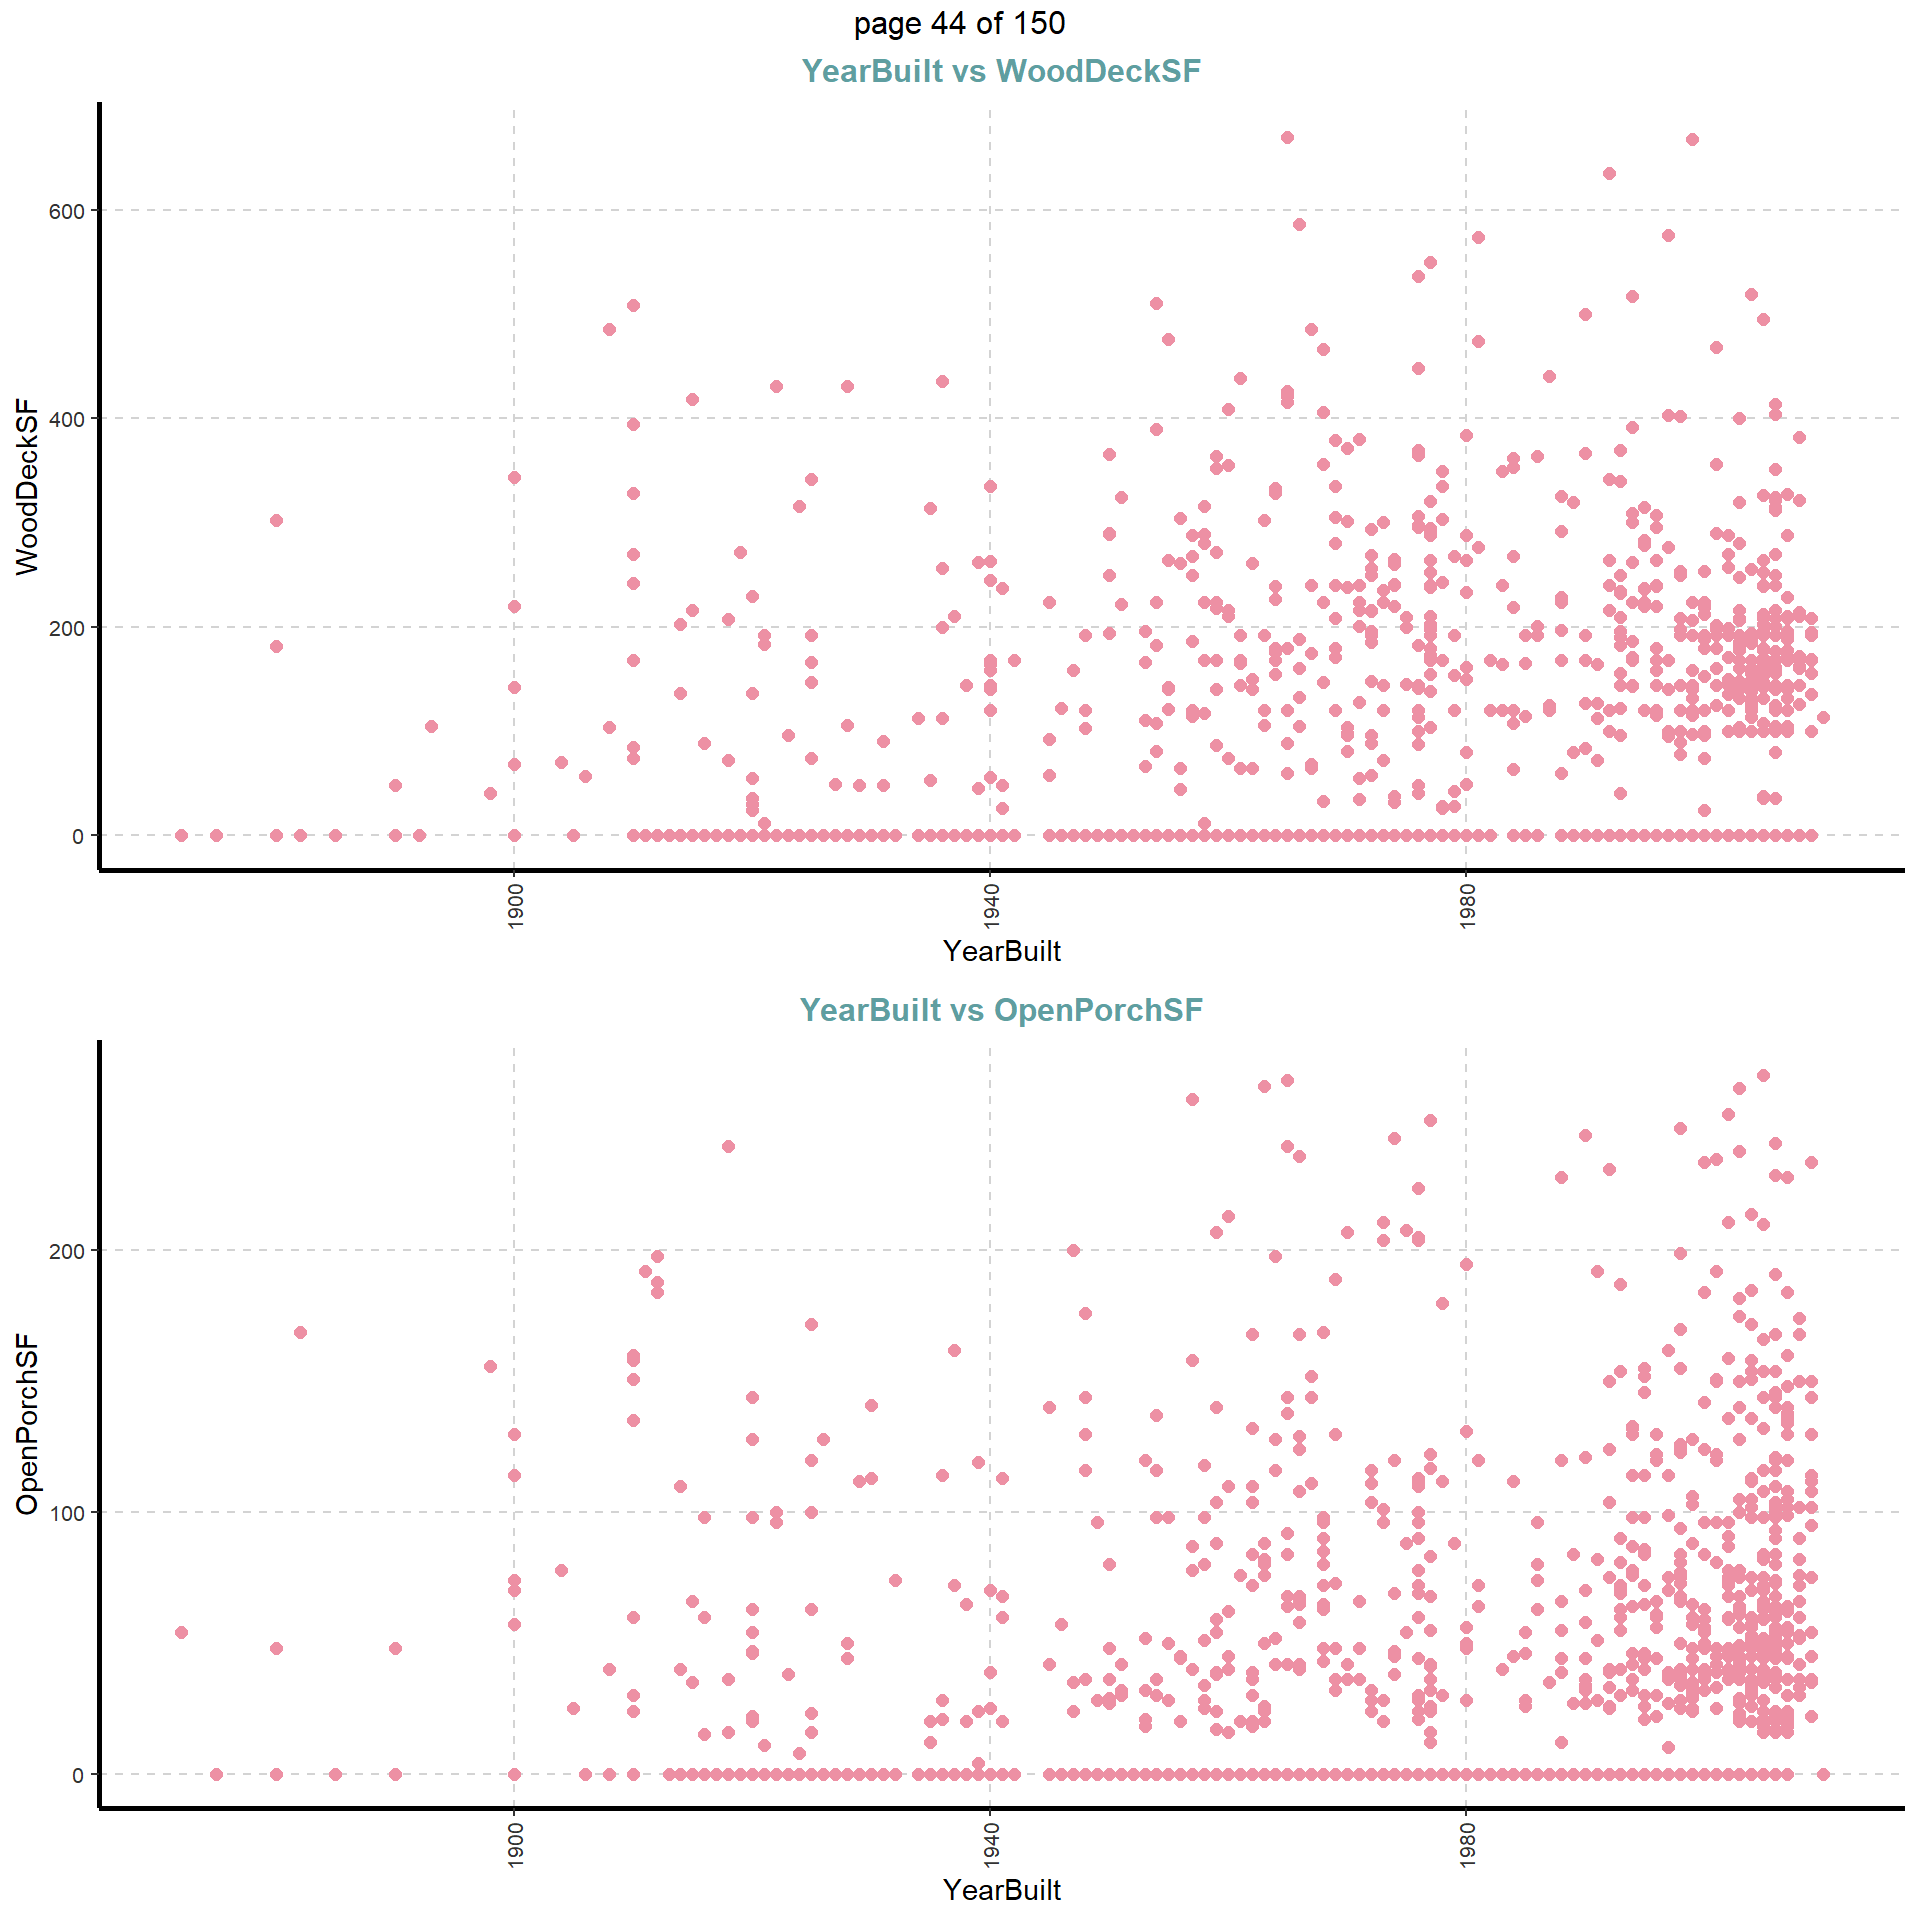 page 44 of 150
YearBuilt vs WoodDeckSF
WoodDeckSF
600
400
200
0
1900
1940
1980
YearBuilt
YearBuilt vs OpenPorchSF
OpenPorchSF
200
100
0
1900
1940
1980
YearBuilt